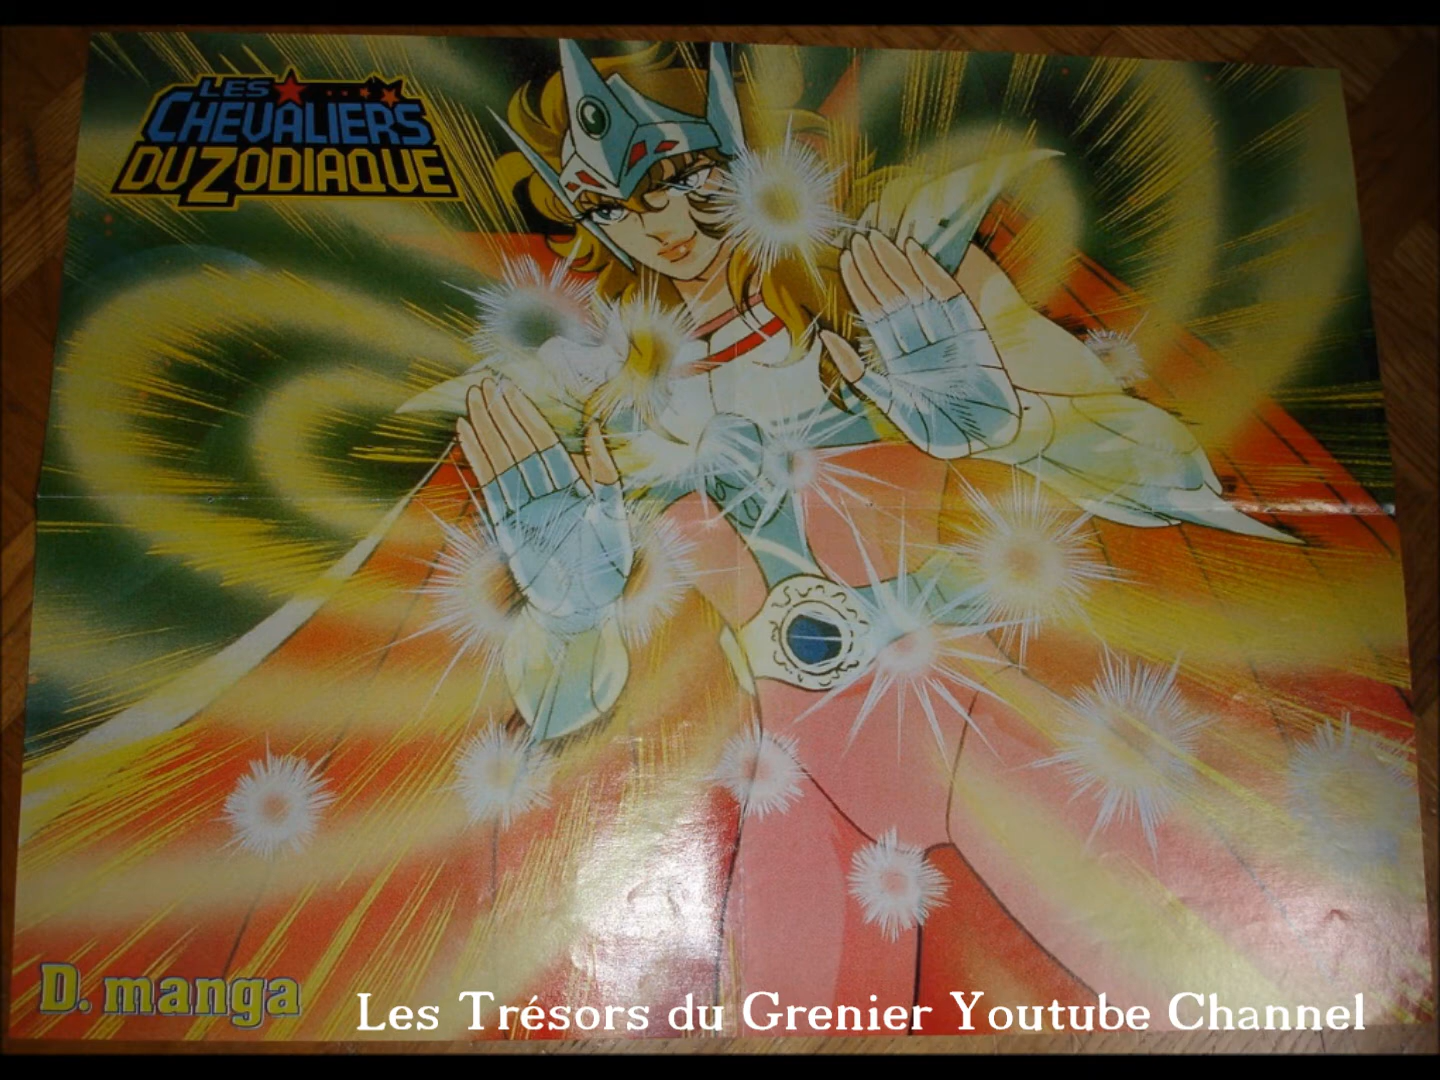 LES
CHEVALIERS
DU ZODIAQUE
D. manga
Les Trésors du Grenier Youtube Channel